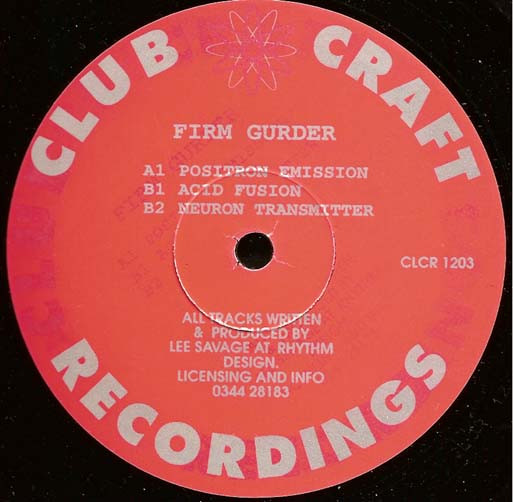 CLUB CRAFT
FIRM GURDER
A1 POSITRON EMISSION
B1 ACID FUSION
B2 NEURON TRANSMITTER
CLCR 1203
ALL TRACKS WRITTEN
& PRODUCED BY
LEE SAVAGE AT RHYTHM
DESIGN.
LICENSING AND INFO
0344 28183
RECORDINGS